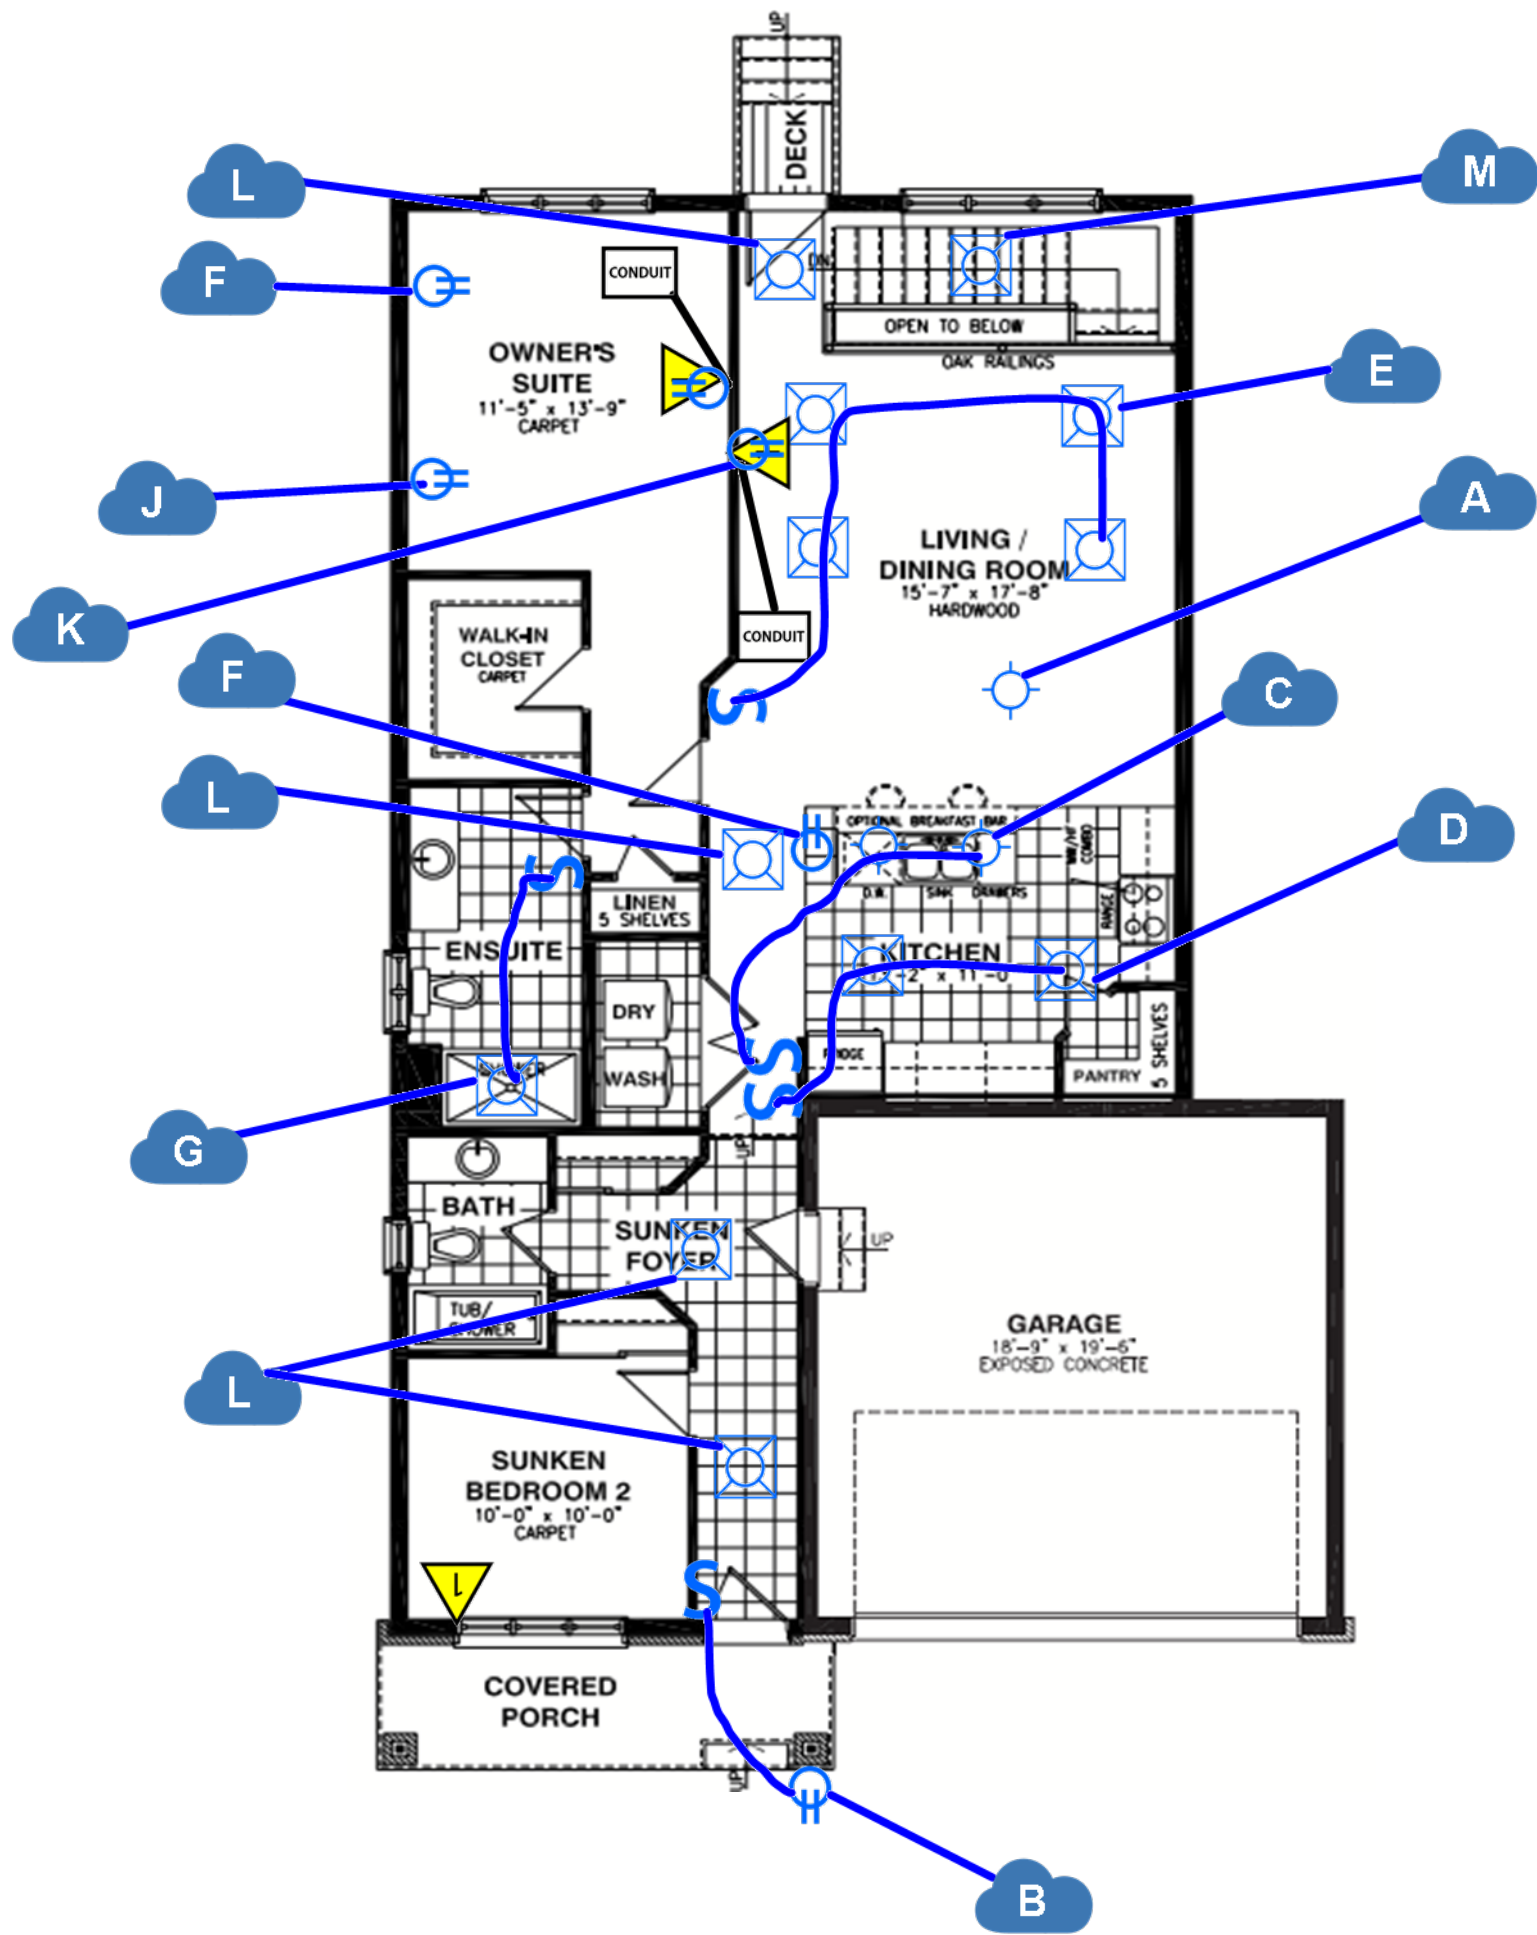 UP
DECK
L
M
F
CONDUIT
DN.
OPEN TO BELOW
OAK RAILINGS
OWNER'S
SUITE
11'-5" x 13'-9"
CARPET
E
J
A
LIVING /
DINING ROOM
15'-7" x 17'-8"
HARDWOOD
K
CONDUIT
WALK-IN
CLOSET
CARPET
F
C
L
OPTIONAL BREAKFAST BAR
D
COMBO
D.W.
SINK
DRAWERS
RANGE
LINEN
5 SHELVES
ENSUITE
KITCHEN
DRY
WASH
FRIDGE
PANTRY
5 SHELVES
G
UP
BATH
SUNKEN
FOYER
UP
TUB/
SHOWER
GARAGE
18'-9" x 19'-6"
EXPOSED CONCRETE
L
SUNKEN
BEDROOM 2
10'-0" x 10'-0"
CARPET
1
COVERED
PORCH
UP
B